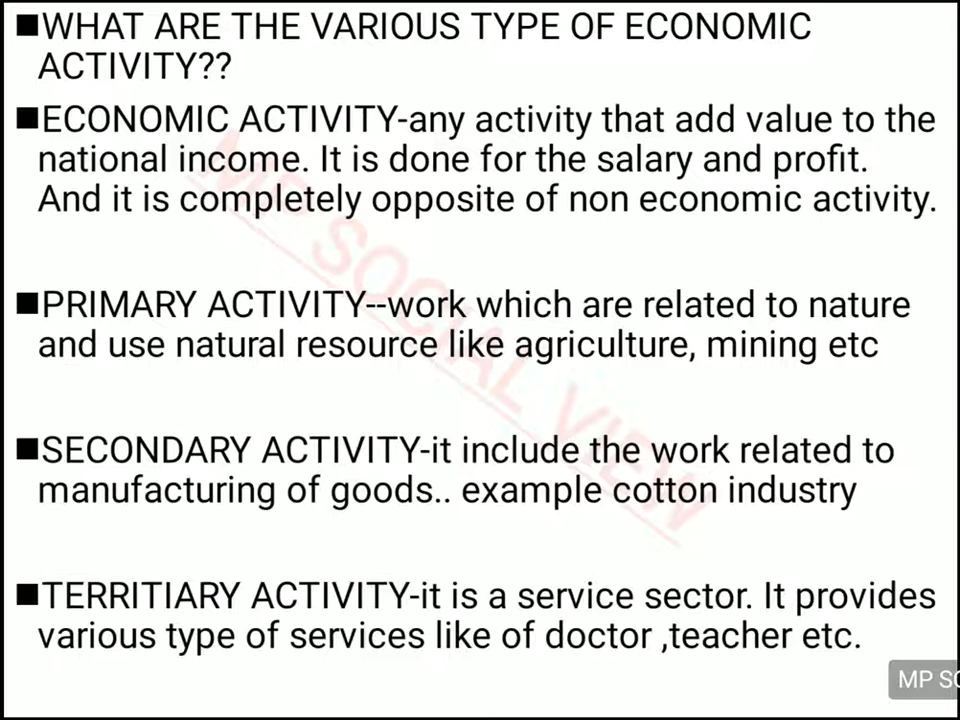 ■WHAT ARE THE VARIOUS TYPE OF ECONOMIC
ACTIVITY??
■ECONOMIC ACTIVITY-any activity that add value to the
national income. It is done for the salary and profit.
And it is completely opposite of non economic activity.
■PRIMARY ACTIVITY--work which are related to nature
and use natural resource like agriculture, mining etc
■SECONDARY ACTIVITY-it include the work related to
manufacturing of goods.. example cotton industry
■TERRITIARY ACTIVITY-it is a service sector. It provides
various type of services like of doctor ,teacher etc.
MP SOCIAL VIEW
MP SO